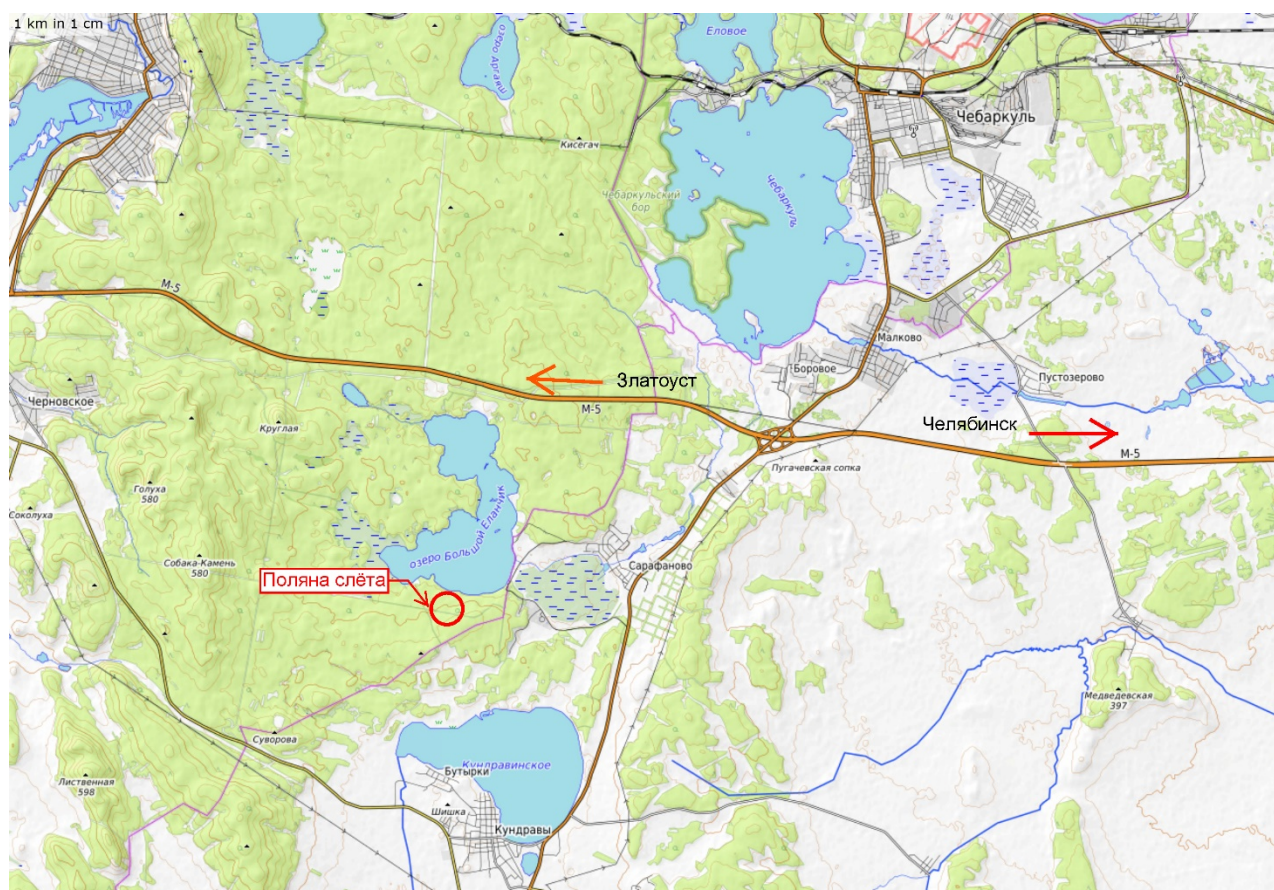 1 km in 1 cm
Еловое
озеро Аргаяш
Чебаркуль
Кисегач
Чебаркульский
бор
Чебаркуль
М-5
Малково
Боровое
Пустозерово
Златоуст
Черновское
М-5
Челябинск
Круглая
М-5
Пугачевская сопка
Голуха
580
Соколуха
озеро Большой Еланчик
Собака-Камень
580
Сарафаново
Поляна слёта
Медведевская
397
Суворова
Кундравинское
Бутырки
Лиственная
598
Шишка
Кундравы